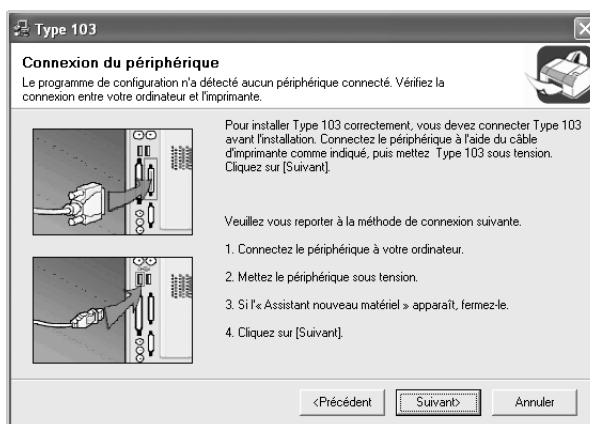 Type 103
Connexion du périphérique
Le programme de configuration n'a détecté aucun périphérique connecté. Vérifiez la
connexion entre votre ordinateur et l'imprimante.
Pour installer Type 103 correctement, vous devez connecter Type 103
avant l'installation. Connectez le périphérique à l'aide du câble
d'imprimante comme indiqué, puis mettez Type 103 sous tension.
Cliquez sur [Suivant].
Veuillez vous reporter à la méthode de connexion suivante.
1. Connectez le périphérique à votre ordinateur.
2. Mettez le périphérique sous tension.
3. Si l'« Assistant nouveau matériel » apparaît, fermez-le.
4. Cliquez sur [Suivant].
<Précédent
Suivant>
Annuler